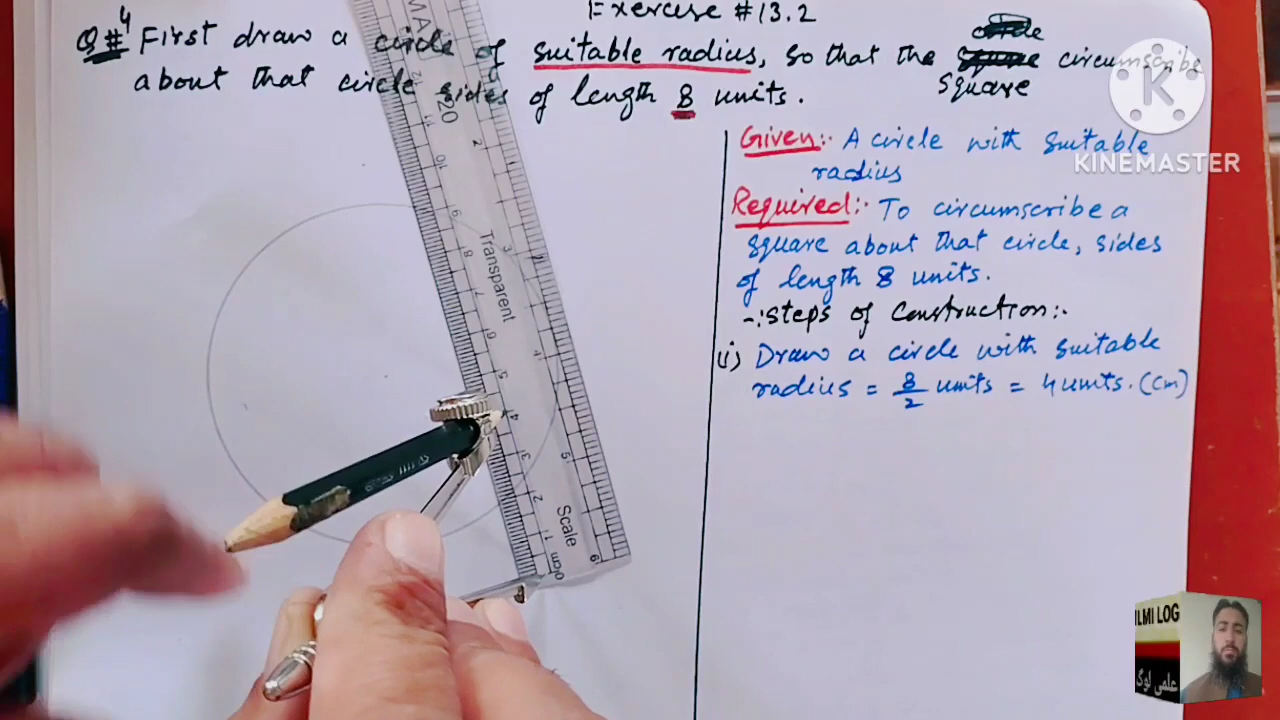 Exercise #13.2
Q#4 First draw a circle of suitable radius, so that the square circumscribe
about that circle sides of length 8 units.
Given:- A circle with suitable
radius
Required:- To circumscribe a
square about that circle, sides
of length 8 units.
-:Steps of Construction:-
(i) Draw a circle with suitable
radius = 8/2 units = 4 units. (cm)
KINEMASTER
Transparent
Scale
ILMI LOG
علمی لوگ